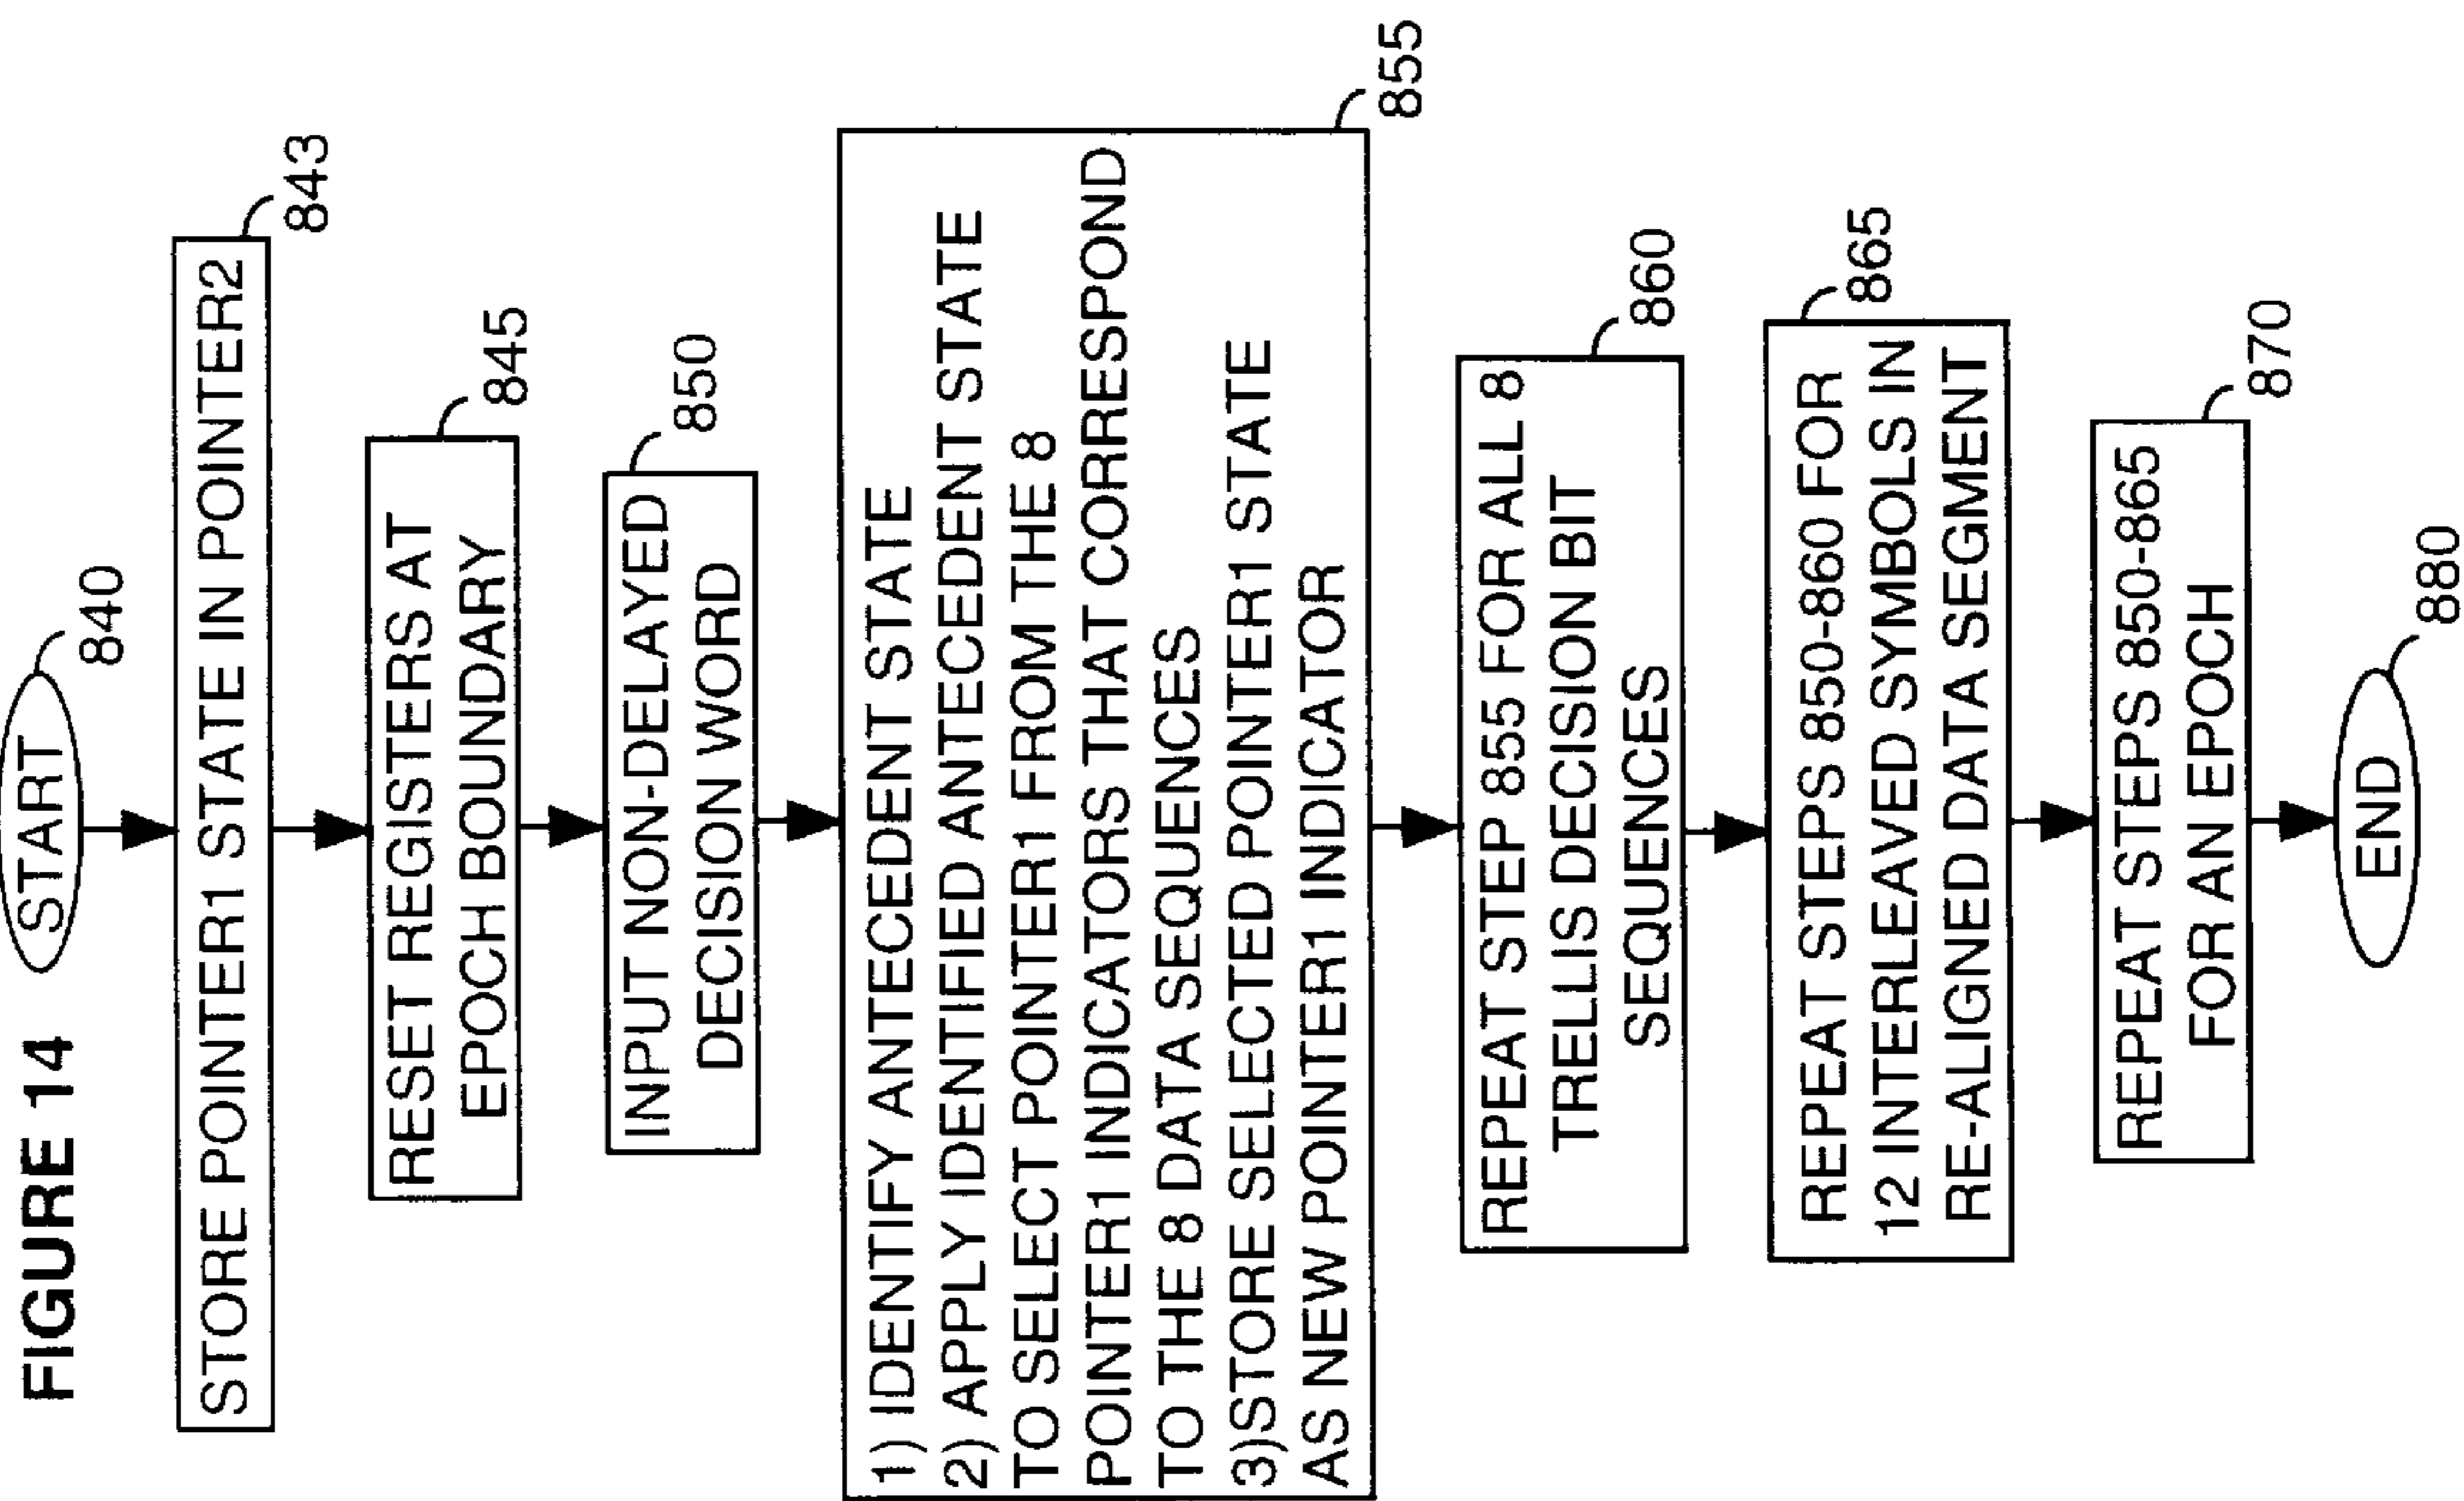 FIGURE 14
START
840
STORE POINTER1 STATE IN POINTER2
843
RESET REGISTERS AT
EPOCH BOUNDARY
845
INPUT NON-DELAYED
DECISION WORD
850
1) IDENTIFY ANTECEDENT STATE
2) APPLY IDENTIFIED ANTECEDENT STATE
TO SELECT POINTER1 FROM THE 8
POINTER1 INDICATORS THAT CORRESPOND
TO THE 8 DATA SEQUENCES
3)STORE SELECTED POINTER1 STATE
AS NEW POINTER1 INDICATOR
855
REPEAT STEP 855 FOR ALL 8
TRELLIS DECISION BIT
SEQUENCES
860
REPEAT STEPS 850-860 FOR
12 INTERLEAVED SYMBOLS IN
RE-ALIGNED DATA SEGMENT
865
REPEAT STEPS 850-865
FOR AN EPOCH
870
END
880